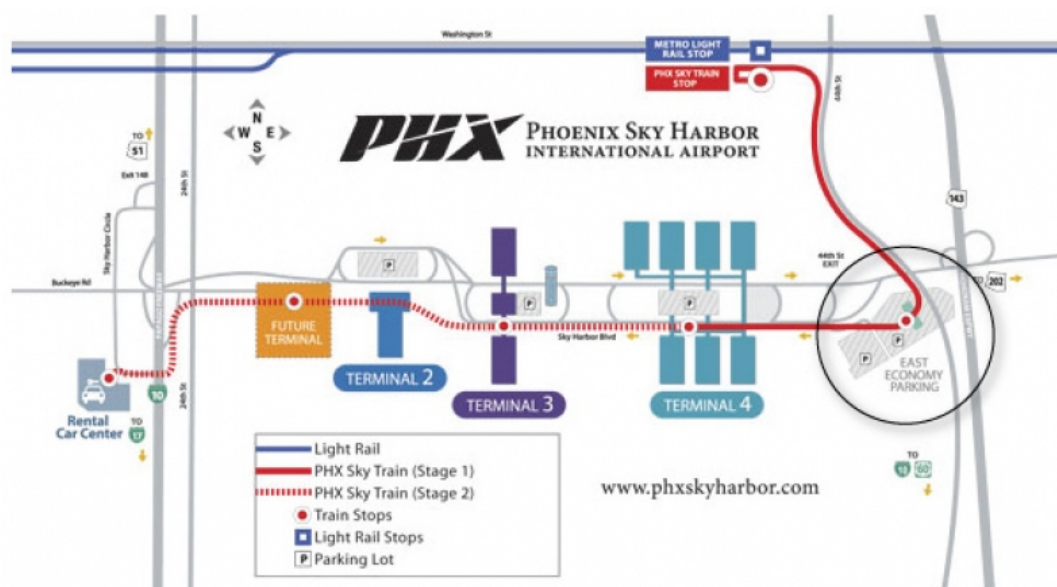 Washington St
METRO LIGHT
RAIL STOP
PHX SKY TRAIN
STOP
44th St
N
W E
S
PHX
PHOENIX SKY HARBOR
INTERNATIONAL AIRPORT
TO
51
Exit 148
Sky Harbor Circle
24th St
143
44th St
EXIT
TO
202
Buckeye Rd
P
P
P
FUTURE
TERMINAL
Sky Harbor Blvd
P
P
EAST
ECONOMY
PARKING
TERMINAL 2
TERMINAL 3
TERMINAL 4
10
24th St
Rental
Car Center
TO
17
Light Rail
PHX Sky Train (Stage 1)
PHX Sky Train (Stage 2)
Train Stops
Light Rail Stops
P Parking Lot
www.phxskyharbor.com
TO
10 60